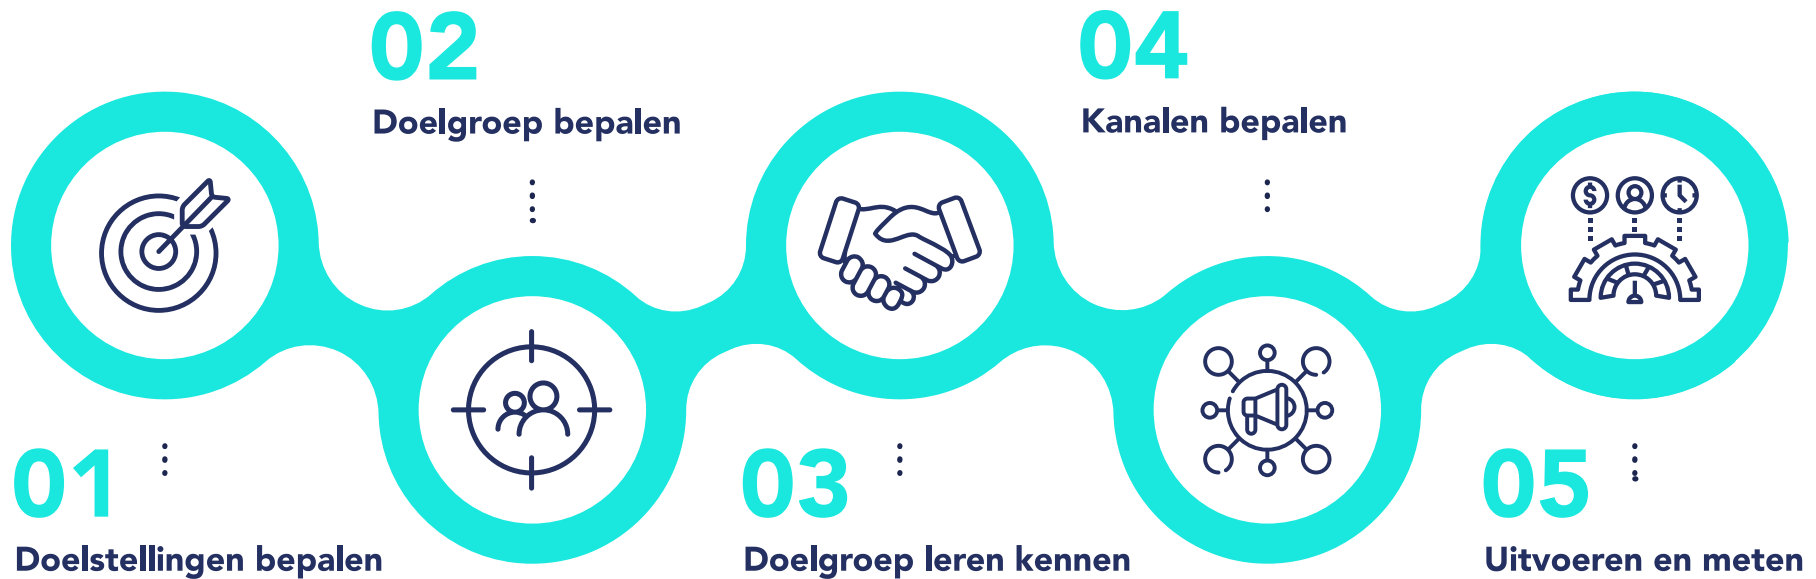 01
Doelstellingen bepalen
02
Doelgroep bepalen
03
Doelgroep leren kennen
04
Kanalen bepalen
$
05
Uitvoeren en meten